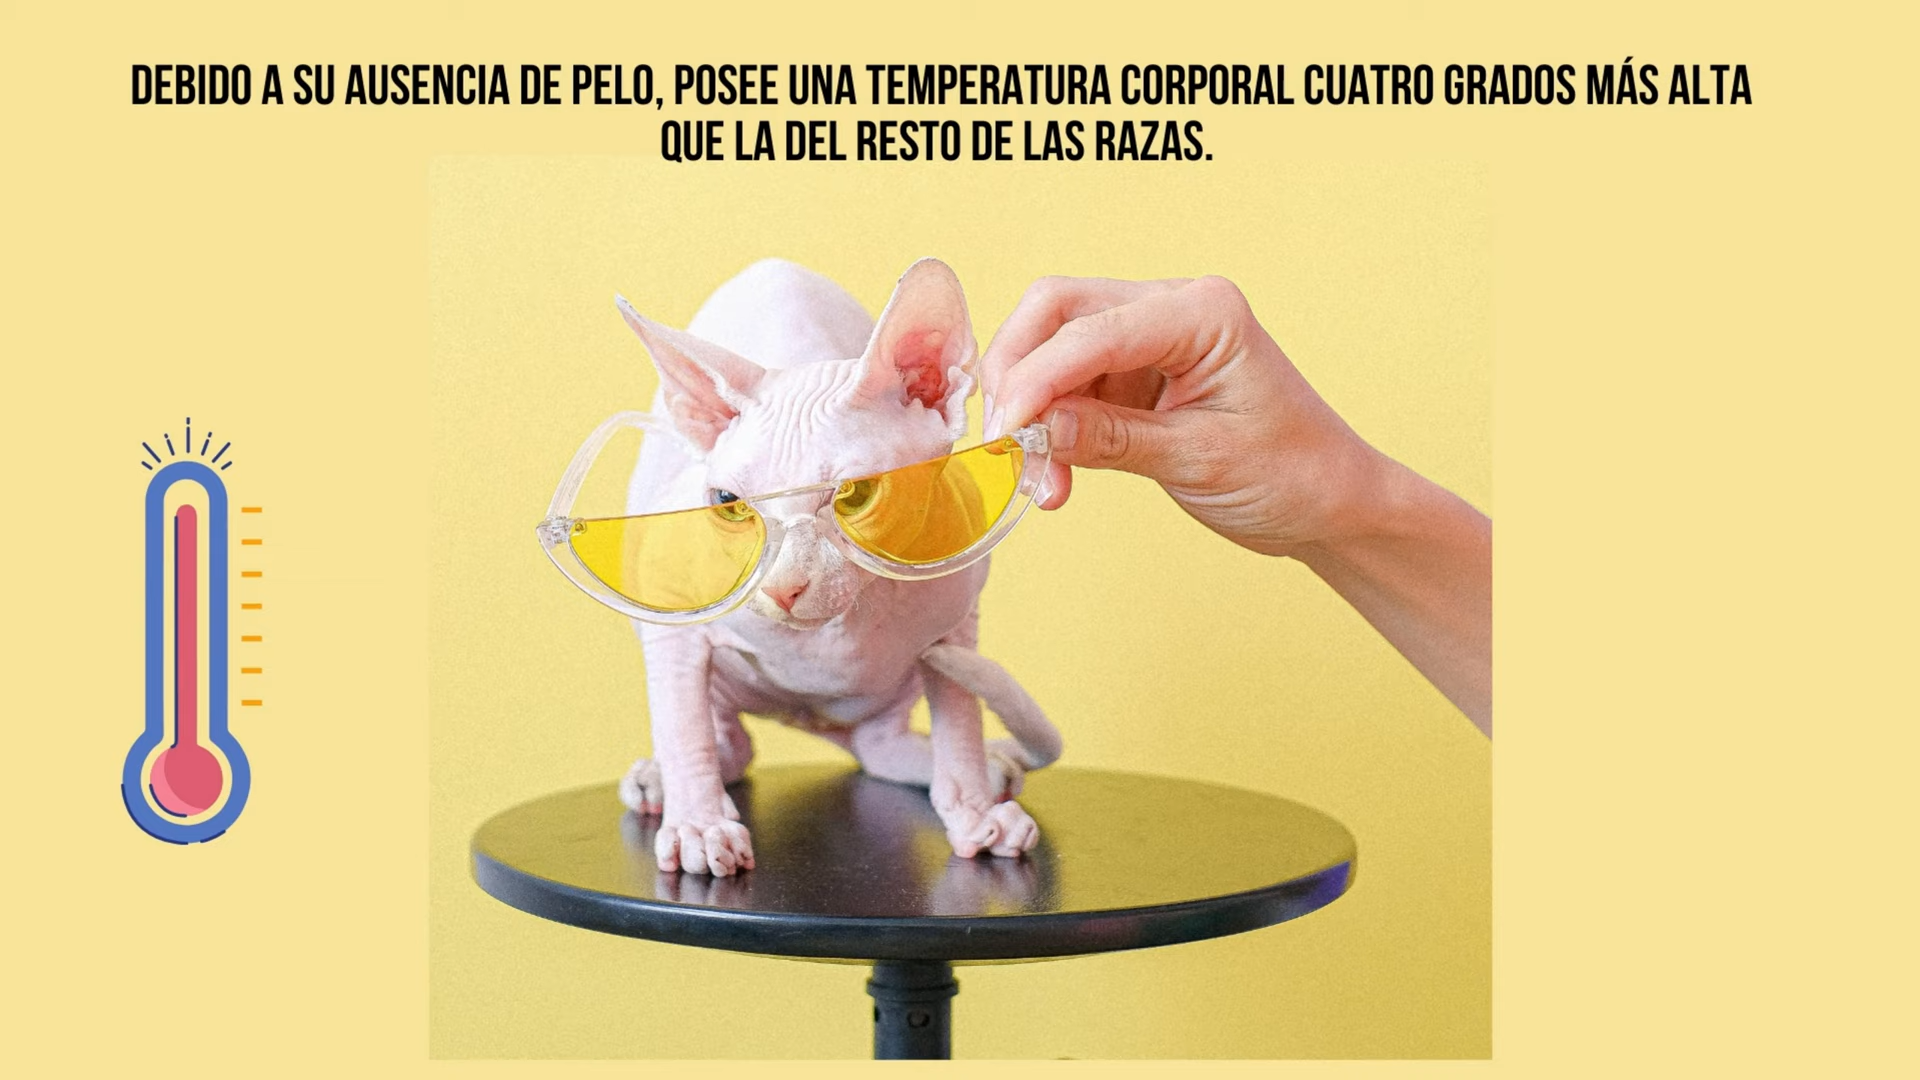 DEBIDO A SU AUSENCIA DE PELO, POSEE UNA TEMPERATURA CORPORAL CUATRO GRADOS MÁS ALTA
QUE LA DEL RESTO DE LAS RAZAS.